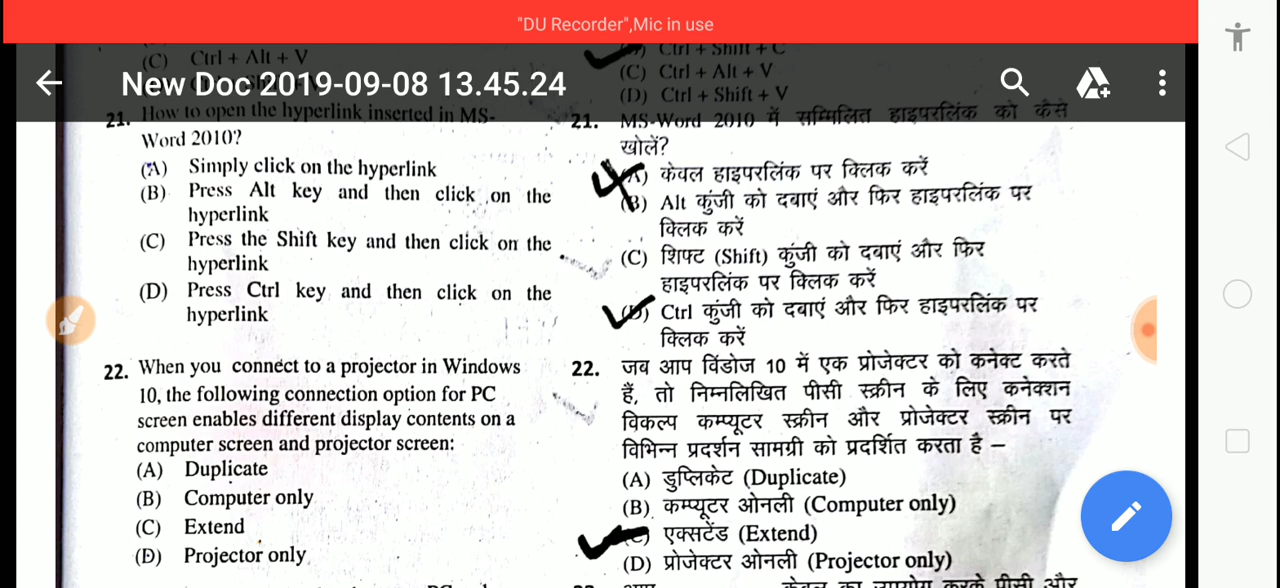 "DU Recorder",Mic in use
New Doc 2019-09-08 13.45.24
(C) Ctrl + Alt + V
21. How to open the hyperlink inserted in MS-
Word 2010?
(A) Simply click on the hyperlink
(B) Press Alt key and then click on the
hyperlink
(C) Press the Shift key and then click on the
hyperlink
(D) Press Ctrl key and then click on the
hyperlink
22. When you connect to a projector in Windows
10, the following connection option for PC
screen enables different display contents on a
computer screen and projector screen:
(A) Duplicate
(B) Computer only
(C) Extend
(D) Projector only
Ctrl + Shift + C
(C) Ctrl + Alt + V
(D) Ctrl + Shift + V
21. MS-Word 2010 में सम्मिलित हाइपरलिंक को कैसे
खोलें?
(A) केवल हाइपरलिंक पर क्लिक करें
(B) Alt कुंजी को दबाएं और फिर हाइपरलिंक पर
क्लिक करें
(C) शिफ्ट (Shift) कुंजी को दबाएं और फिर
हाइपरलिंक पर क्लिक करें
(D) Ctrl कुंजी को दबाएं और फिर हाइपरलिंक पर
क्लिक करें
22. जब आप विंडोज 10 में एक प्रोजेक्टर को कनेक्ट करते
हैं, तो निम्नलिखित पीसी स्क्रीन के लिए कनेक्शन
विकल्प कम्प्यूटर स्क्रीन और प्रोजेक्टर स्क्रीन पर
विभिन्न प्रदर्शन सामग्री को प्रदर्शित करता है –
(A) डुप्लिकेट (Duplicate)
(B) कम्प्यूटर ओनली (Computer only)
(C) एक्सटेंड (Extend)
(D) प्रोजेक्टर ओनली (Projector only)